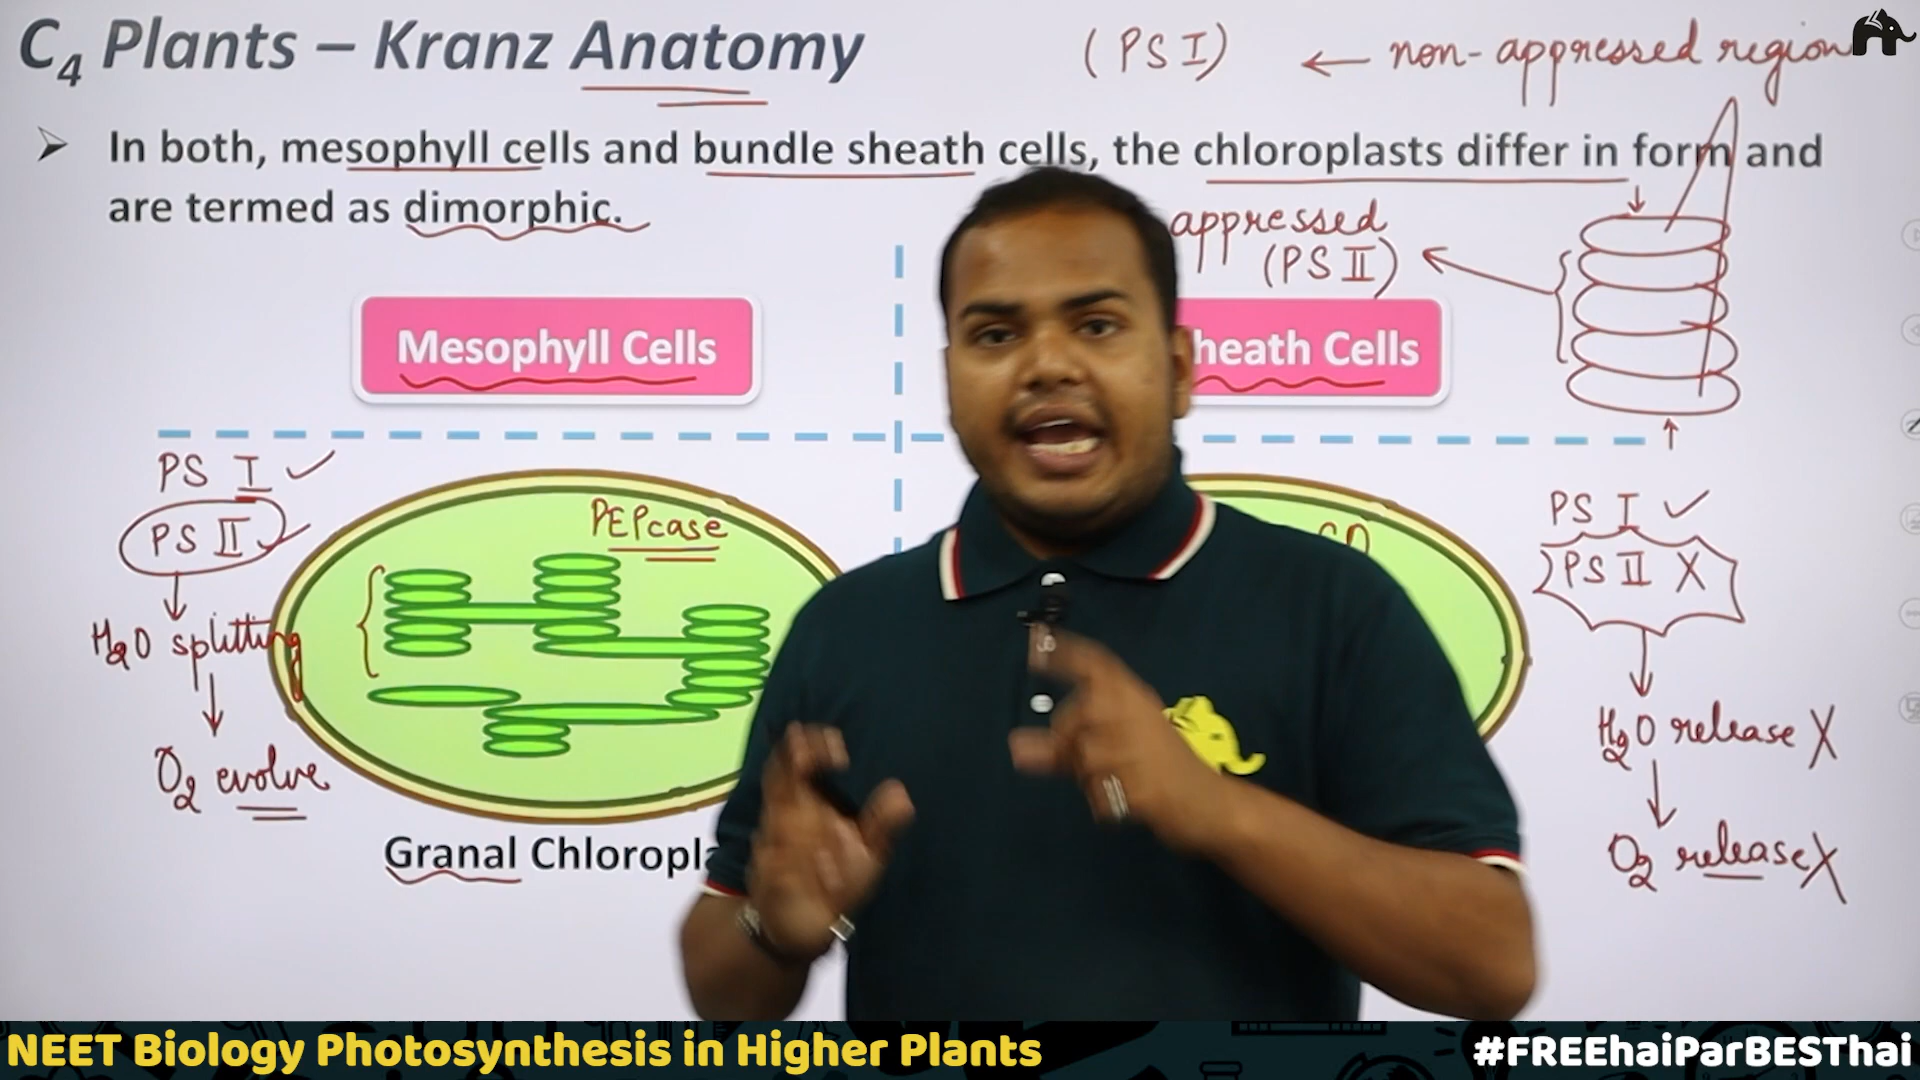 C4 Plants – Kranz Anatomy
(PS I) ← non-appressed region
➢ In both, mesophyll cells and bundle sheath cells, the chloroplasts differ in form and
are termed as dimorphic.
appressed
(PS II)
Mesophyll Cells
heath Cells
PS I ✓
PS II ✓
H2O splitting
O2 evolve
PEPcase
Granal Chloropla
PS I ✓
PS II X
H2O release X
O2 release X
NEET Biology Photosynthesis in Higher Plants
#FREEhaiParBESThai